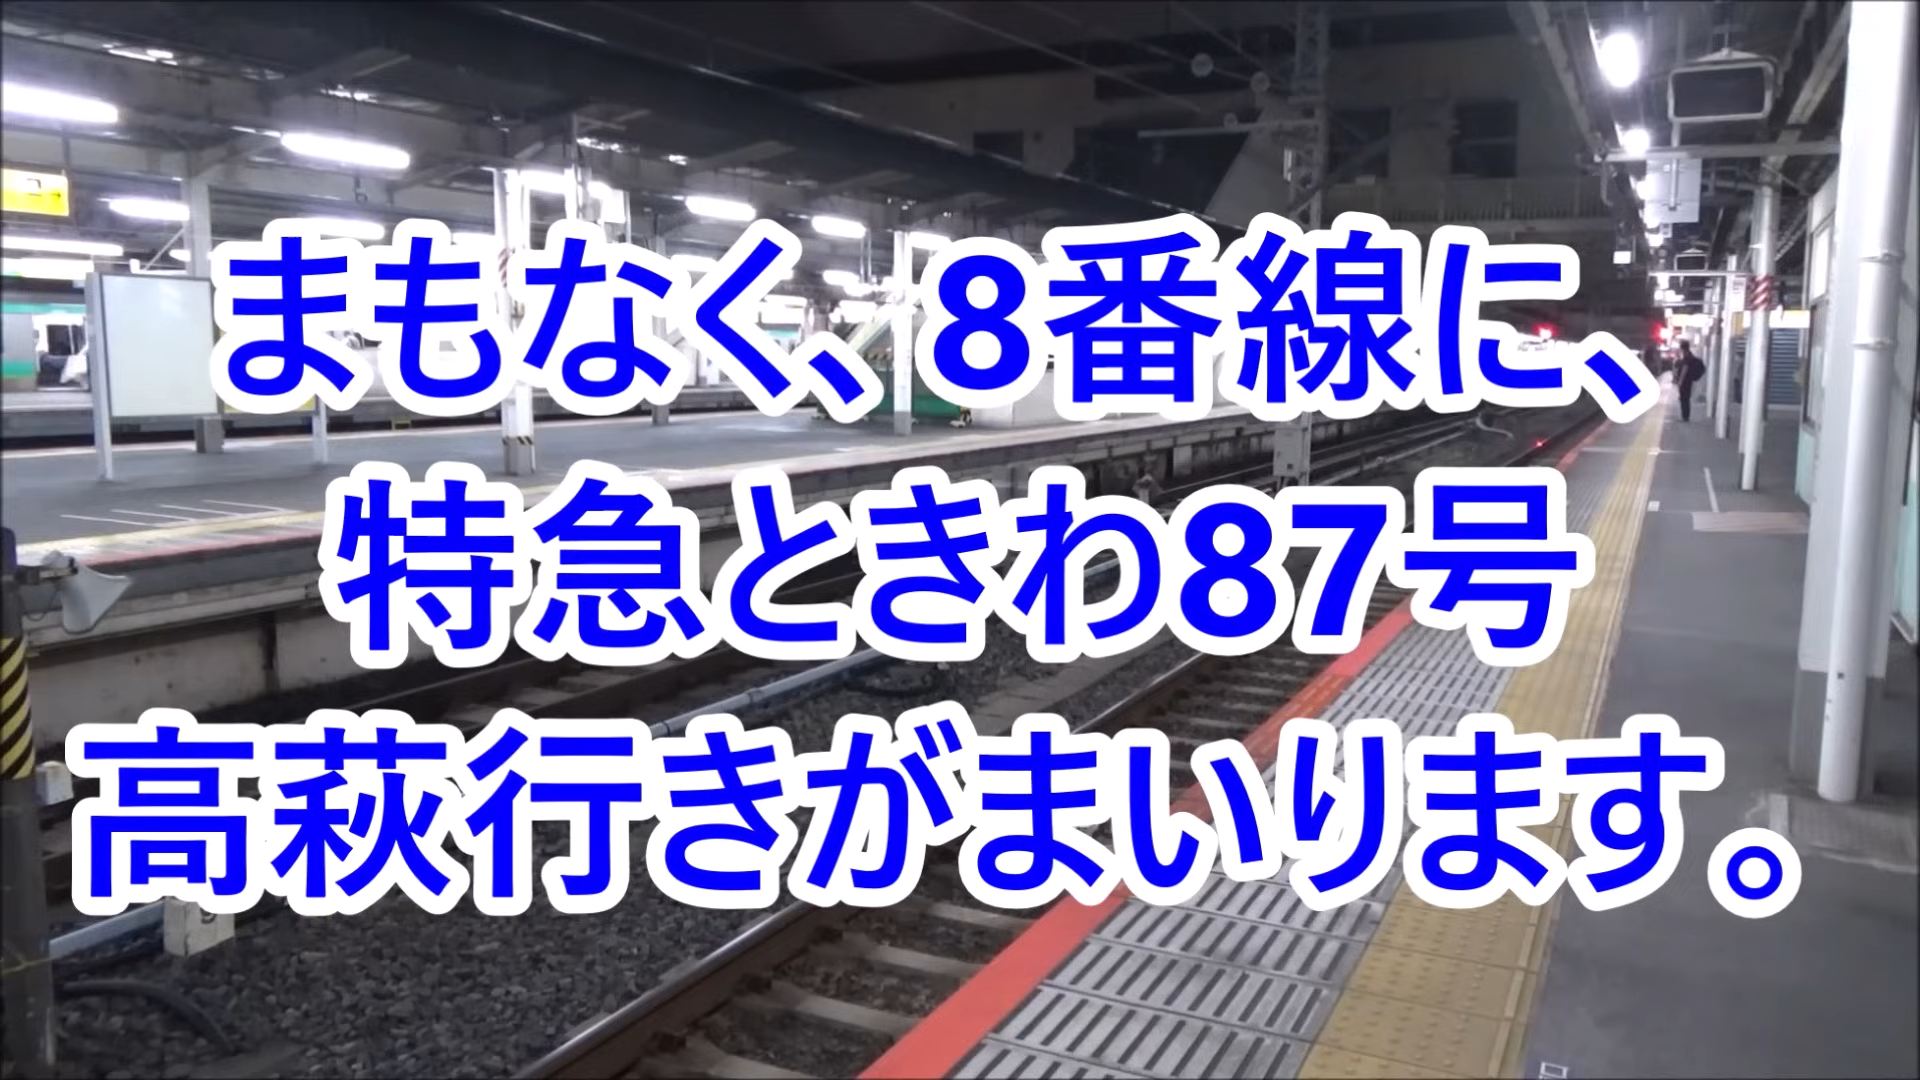 まもなく、8番線に、
特急ときわ87号
高萩行きがまいります。